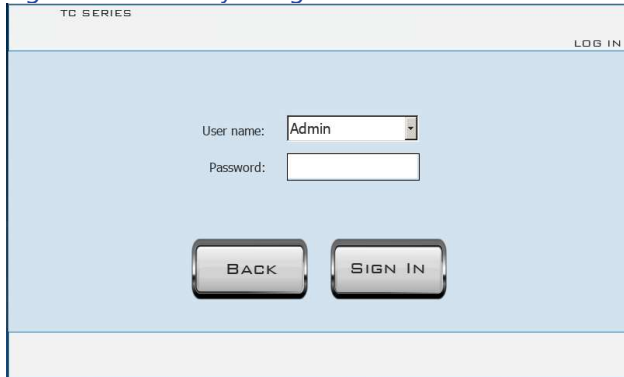 TC SERIES
LOG IN
User name: Admin
Password:
BACK SIGN IN